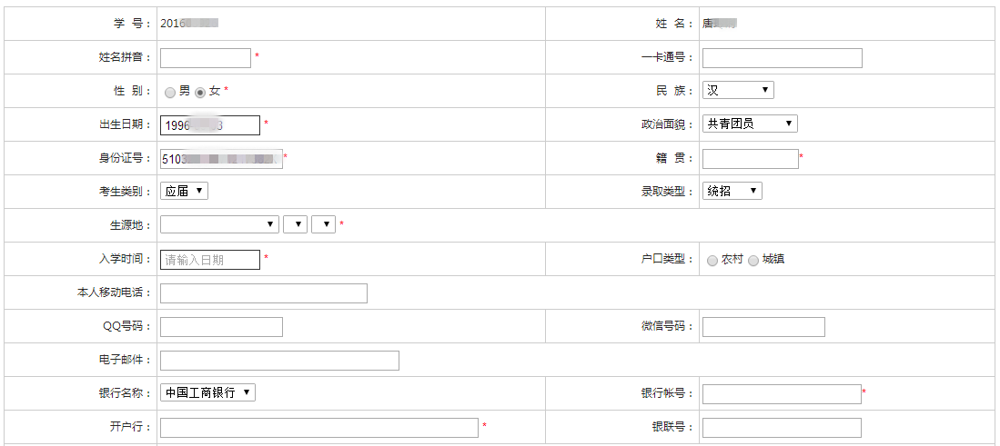 学 号： 2016 姓 名： 唐
姓名拼音： * 一卡通号：
性 别： 男 女 * 民 族： 汉
出生日期： 1996 * 政治面貌： 共青团员
身份证号： 5103 * 籍 贯： *
考生类别： 应届 录取类型： 统招
生源地： *
入学时间： 请输入日期 * 户口类型： 农村 城镇
本人移动电话：
QQ号码： 微信号码：
电子邮件：
银行名称： 中国工商银行 银行帐号： *
开户行： * 银联号：